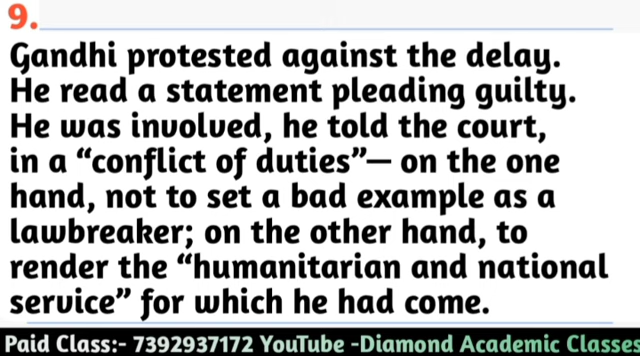 9.
Gandhi protested against the delay.
He read a statement pleading guilty.
He was involved, he told the court,
in a “conflict of duties”— on the one
hand, not to set a bad example as a
lawbreaker; on the other hand, to
render the “humanitarian and national
service” for which he had come.
Paid Class:- 7392937172 YouTube -Diamond Academic Classes